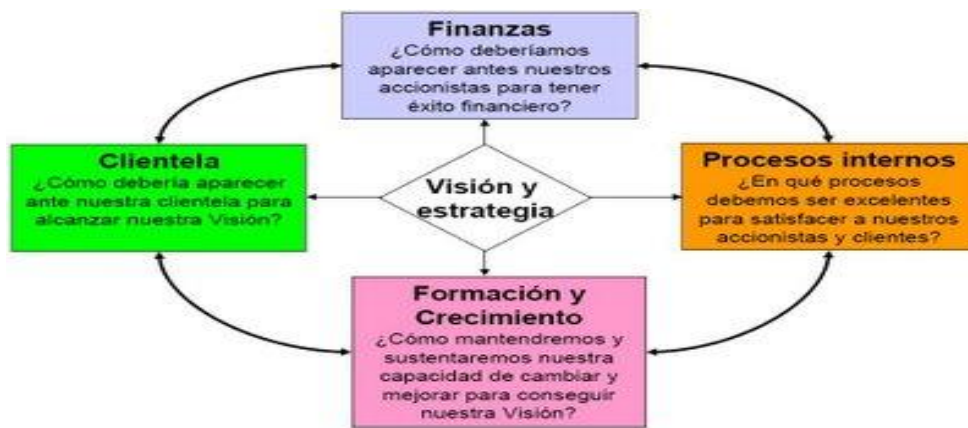 Finanzas
¿Cómo deberíamos
aparecer antes nuestros
accionistas para tener
éxito financiero?
Clientela
¿Cómo debería aparecer
ante nuestra clientela para
alcanzar nuestra Visión?
Visión y
estrategia
Procesos internos
¿En qué procesos
debemos ser excelentes
para satisfacer a nuestros
accionistas y clientes?
Formación y
Crecimiento
¿Cómo mantendremos y
sustentaremos nuestra
capacidad de cambiar y
mejorar para conseguir
nuestra Visión?